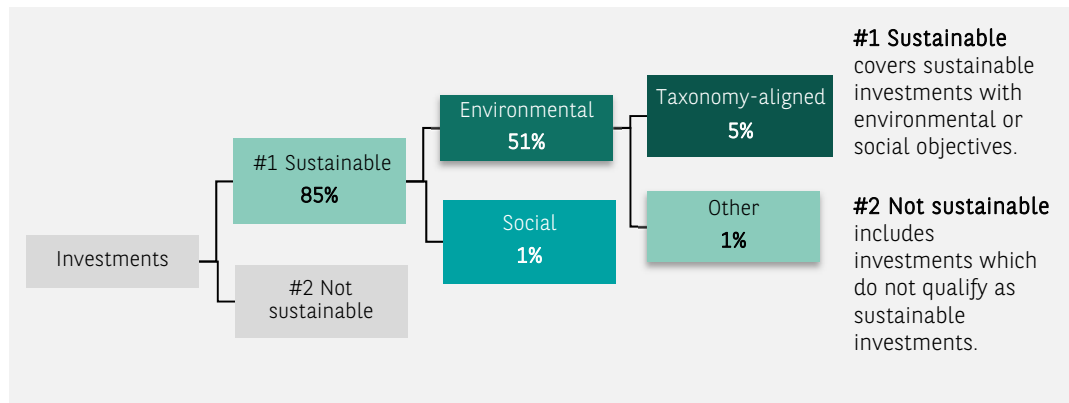 Investments
#1 Sustainable
85%
#2 Not
sustainable
Environmental
51%
Social
1%
Taxonomy-aligned
5%
Other
1%
#1 Sustainable
covers sustainable
investments with
environmental or
social objectives.
#2 Not sustainable
includes
investments which
do not qualify as
sustainable
investments.